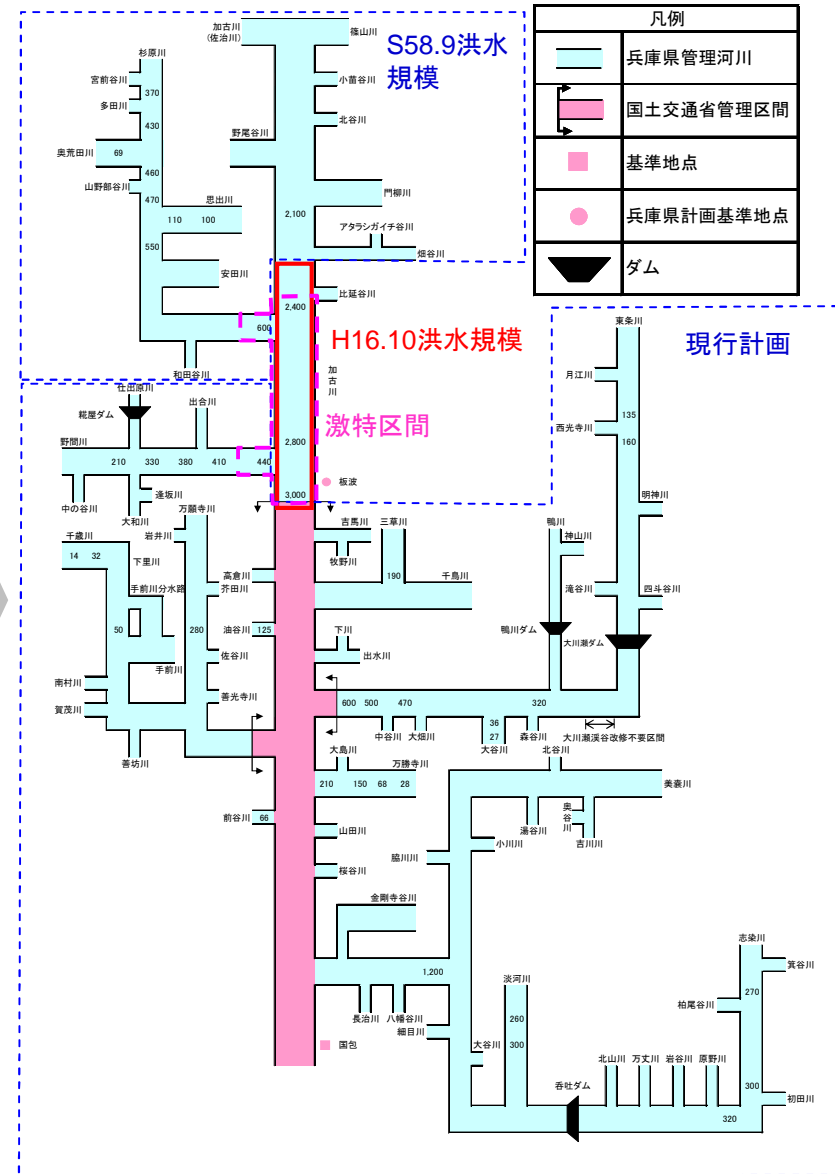 凡例
兵庫県管理河川
国土交通省管理区間
基準地点
兵庫県計画基準地点
ダム
S58.9洪水
規模
加古川
(佐治川)
篠山川
杉原川
宮前谷川
370
多田川
430
奥荒田川
69
460
山野部谷川
470
思出川
110 100
550
安田川
600
和田谷川
小苗谷川
北谷川
野尾谷川
門柳川
2,100
アタラシガイチ谷川
畑谷川
比延谷川
2,400
H16.10洪水規模
加古川
激特区間
2,800
3,000
板波
現行計画
東条川
月江川
135
西光寺川
160
明神川
仕出原川
糀屋ダム
出合川
野間川
210 330 380 410 440
中の谷川
大和川
逢坂川
千歳川
14 32
下里川
岩井川
万願寺川
手前川分水路
芥田川
50
280
手前川
佐谷川
南村川
賀茂川
善光寺川
善坊川
高倉川
油谷川
125
吉馬川
牧野川
三草川
190
千鳥川
下川
出水川
鴨川
神山川
滝谷川
四斗谷川
鴨川ダム
大川瀬ダム
600 500 470 320
中谷川
大畑川
36
27
大谷川
森谷川
大川瀬渓谷改修不要区間
大島川
万勝寺川
210 150 68 28
前谷川
66
山田川
桜谷川
金剛寺谷川
北谷川
美嚢川
湯谷川
奥谷川
吉川川
小川川
脇川川
1,200
長治川
八幡谷川
細目川
国包
淡河川
260
300
大谷川
呑吐ダム
北山川
万丈川
岩谷川
原野川
志染川
箕谷川
270
柏尾谷川
300
初田川
320